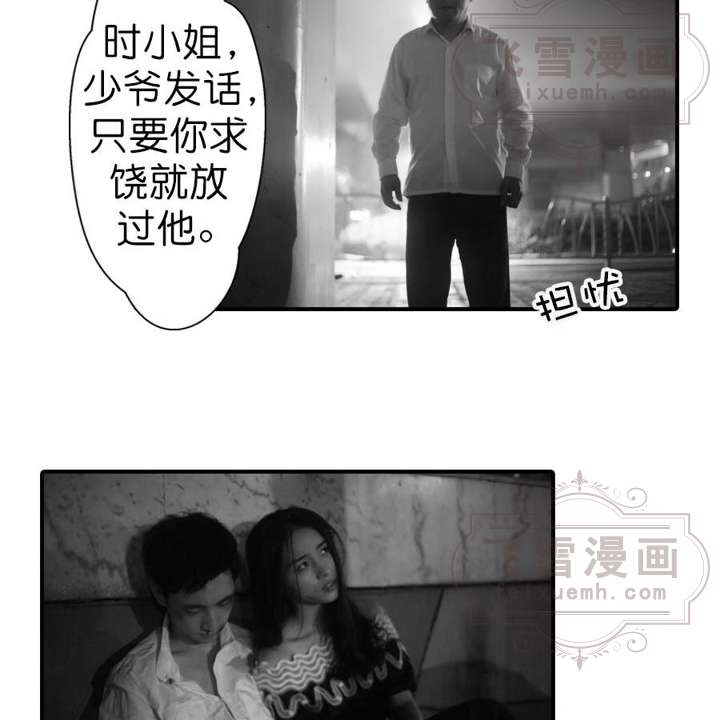 时小姐，
少爷发话，
只要你求
饶就放
过他。
飞雪漫画
feixuemh.com
担忧
飞雪漫画
feixuemh.com